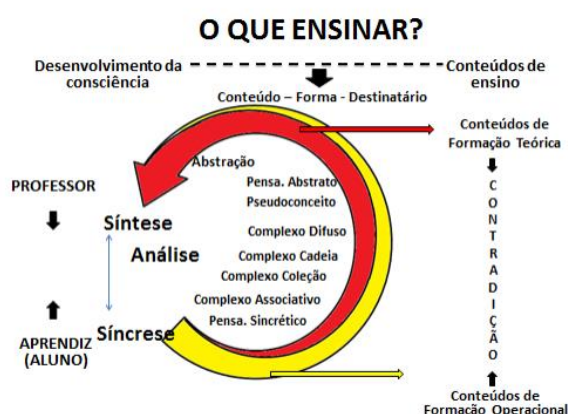 O QUE ENSINAR?
Desenvolvimento da
consciência
Conteúdos de
ensino
Conteúdo – Forma - Destinatário
Conteúdos de
Formação Teórica
Abstração
Pensa. Abstrato
Pseudoconceito
Complexo Difuso
Complexo Cadeia
Complexo Coleção
Complexo Associativo
Pensa. Sincrético
PROFESSOR
Síntese
Análise
Síncrese
APRENDIZ
(ALUNO)
C
O
N
T
R
A
D
I
Ç
Ã
O
Conteúdos de
Formação Operacional